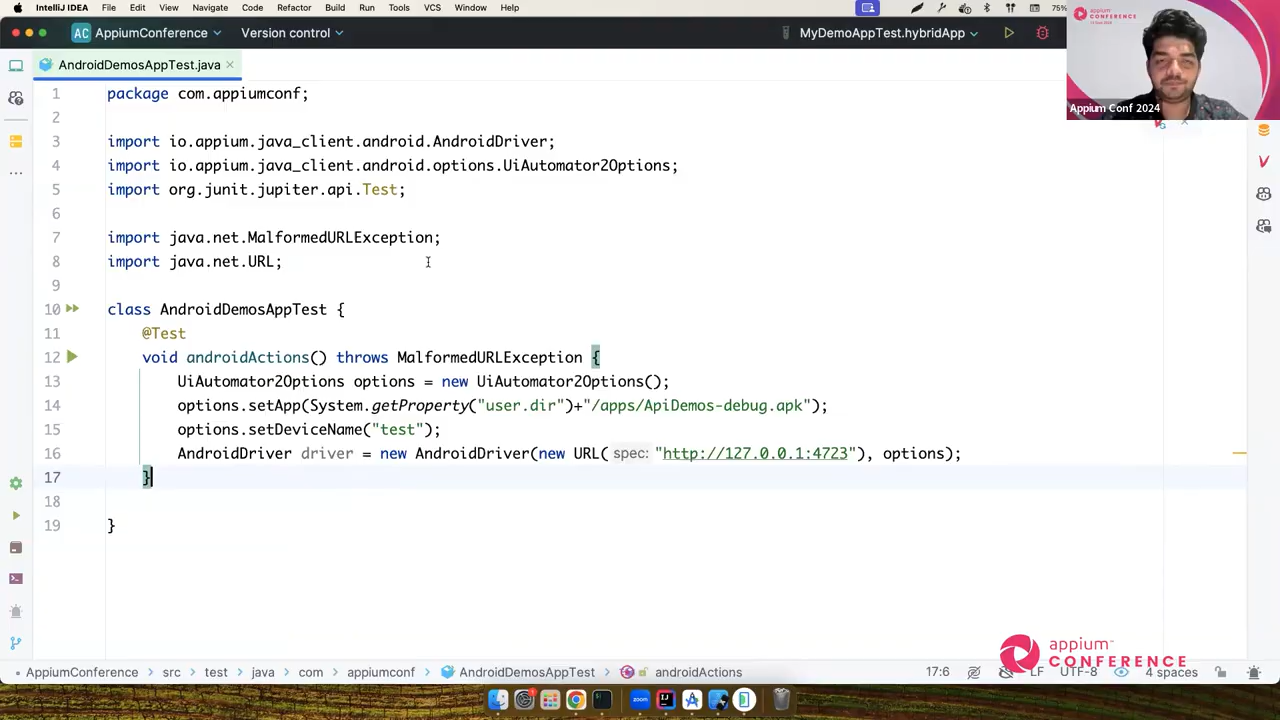 IntelliJ IDEA File Edit View Navigate Code Refactor Build Run Tools VCS Window Help 75%
AC AppiumConference Version control MyDemoAppTest.hybridApp
AndroidDemosAppTest.java
appium
CONFERENCE
Appium Conf 2024
1 package com.appiumconf;
2
3 import io.appium.java_client.android.AndroidDriver;
4 import io.appium.java_client.android.options.UiAutomator2Options;
5 import org.junit.jupiter.api.Test;
6
7 import java.net.MalformedURLException;
8 import java.net.URL;
9
10 class AndroidDemosAppTest {
11 @Test
12 void androidActions() throws MalformedURLException {
13 UiAutomator2Options options = new UiAutomator2Options();
14 options.setApp(System.getProperty("user.dir")+"/apps/ApiDemos-debug.apk");
15 options.setDeviceName("test");
16 AndroidDriver driver = new AndroidDriver(new URL( spec: "http://127.0.0.1:4723"), options);
17 }
18
19 }
appium
CONFERENCE
AppiumConference > src > test > java > com > appiumconf > AndroidDemosAppTest > androidActions 17:6 LF UTF-8 4 spaces
zoom